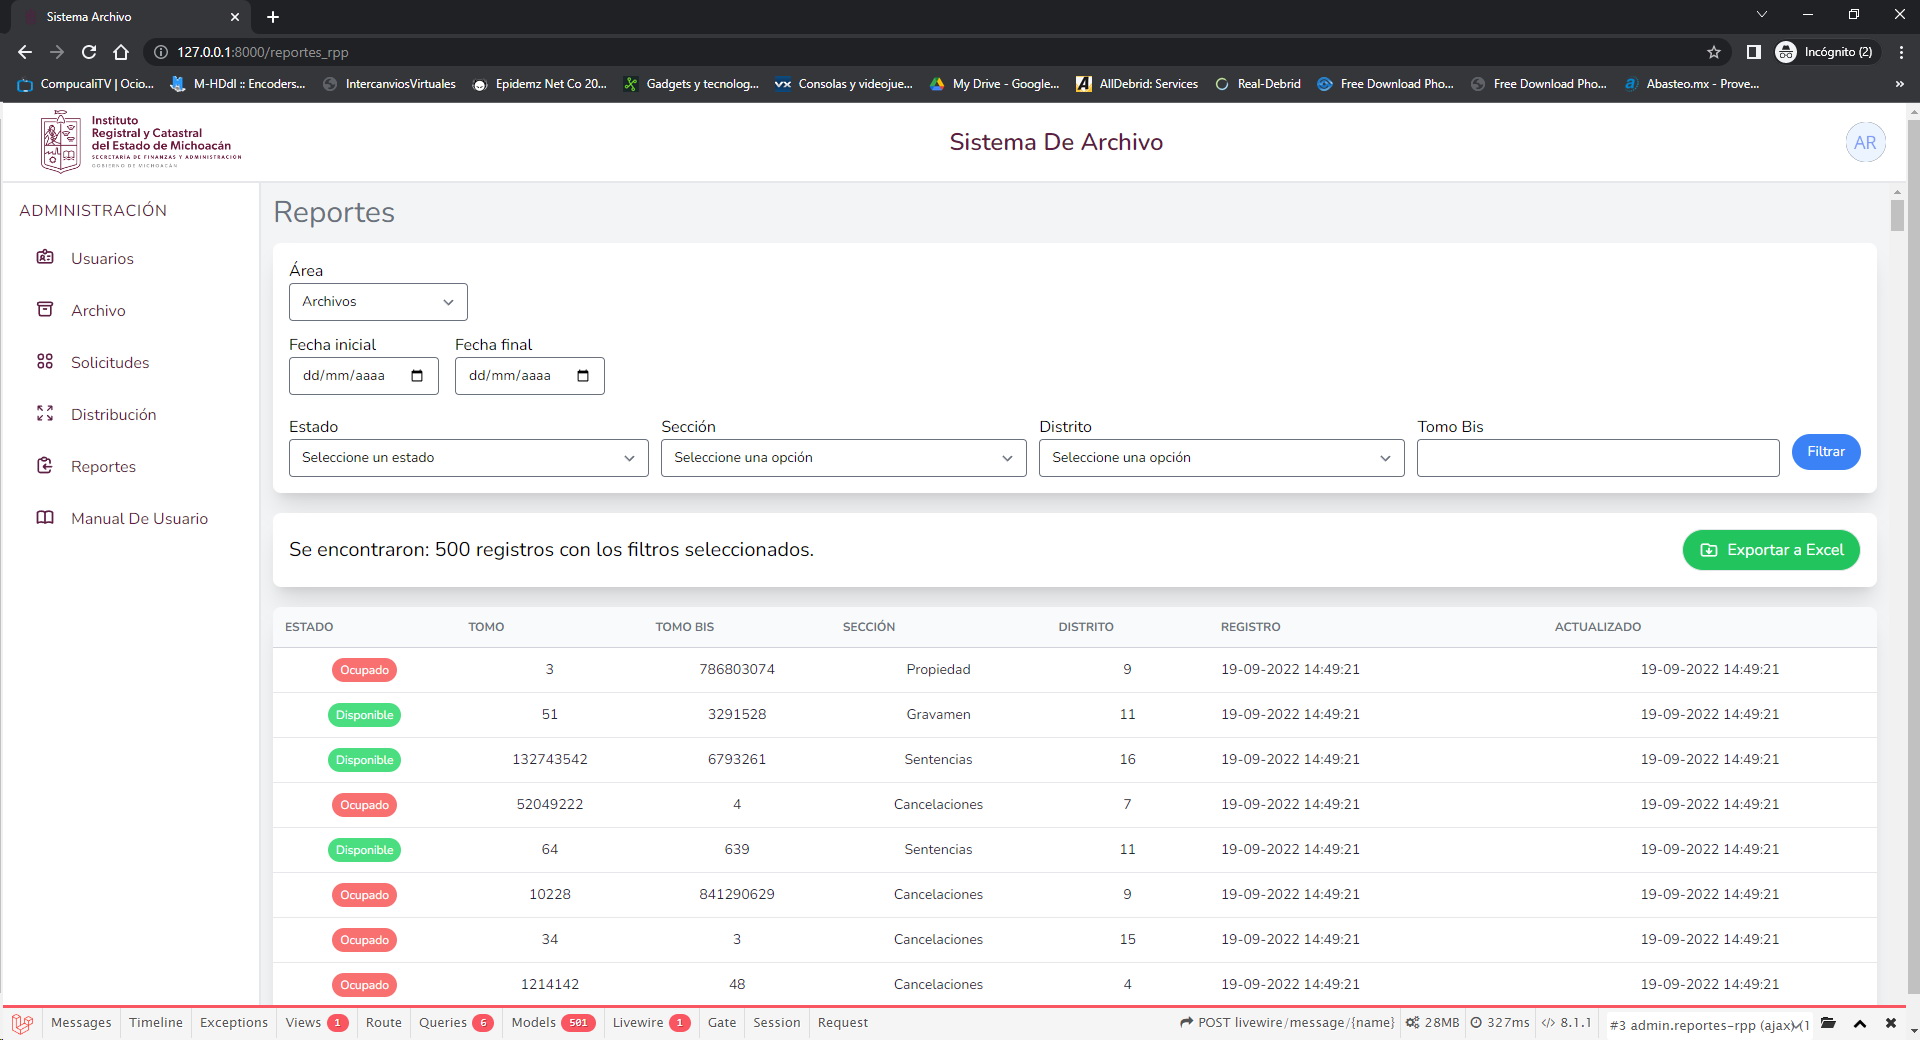 Sistema Archivo
127.0.0.1:8000/reportes_rpp
Incógnito (2)
CompucaliTV | Ocio...
M-HDdl :: Encoders...
IntercanviosVirtuales
Epidemz Net Co 20...
Gadgets y tecnolog...
Consolas y videojue...
My Drive - Google...
AllDebrid: Services
Real-Debrid
Free Download Pho...
Free Download Pho...
Abasteo.mx - Prove...
»
Instituto
Registral y Catastral
del Estado de Michoacán
SECRETARÍA DE FINANZAS Y ADMINISTRACIÓN
GOBIERNO DE MICHOACÁN
Sistema De Archivo
AR
ADMINISTRACIÓN
Usuarios
Archivo
Solicitudes
Distribución
Reportes
Manual De Usuario
Reportes
Área
Archivos
Fecha inicial Fecha final
dd/mm/aaaa dd/mm/aaaa
Estado Sección Distrito Tomo Bis
Seleccione un estado Seleccione una opción Seleccione una opción Filtrar
Se encontraron: 500 registros con los filtros seleccionados.
Exportar a Excel
ESTADO TOMO TOMO BIS SECCIÓN DISTRITO REGISTRO ACTUALIZADO
Ocupado 3 786803074 Propiedad 9 19-09-2022 14:49:21 19-09-2022 14:49:21
Disponible 51 3291528 Gravamen 11 19-09-2022 14:49:21 19-09-2022 14:49:21
Disponible 132743542 6793261 Sentencias 16 19-09-2022 14:49:21 19-09-2022 14:49:21
Ocupado 52049222 4 Cancelaciones 7 19-09-2022 14:49:21 19-09-2022 14:49:21
Disponible 64 639 Sentencias 11 19-09-2022 14:49:21 19-09-2022 14:49:21
Ocupado 10228 841290629 Cancelaciones 9 19-09-2022 14:49:21 19-09-2022 14:49:21
Ocupado 34 3 Cancelaciones 15 19-09-2022 14:49:21 19-09-2022 14:49:21
Ocupado 1214142 48 Cancelaciones 4 19-09-2022 14:49:21 19-09-2022 14:49:21
Messages Timeline Exceptions Views 1 Route Queries 6 Models 501 Livewire 1 Gate Session Request POST livewire/message/{name} 28MB 327ms </> 8.1.1 #3 admin.reportes-rpp (ajax) (1